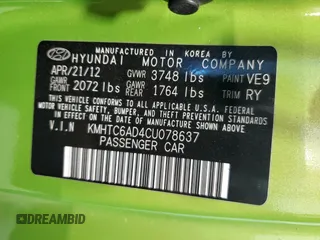 MANUFACTURED IN KOREA BY
HYUNDAI MOTOR COMPANY
APR/21/12 GVWR 3748 lbs PAINT VE9
GAWR FRONT 2072 lbs GAWR REAR 1764 lbs TRIM RY
THIS VEHICLE CONFORMS TO ALL APPLICABLE U.S.A. FEDERAL
MOTOR VEHICLE SAFETY, BUMPER, AND THEFT PREVENTION
STANDARDS IN EFFECT ON THE DATE OF MANUFACTURE SHOWN ABOVE.
V.I.N KMHTC6AD4CU078637
PASSENGER CAR
DREAMBID